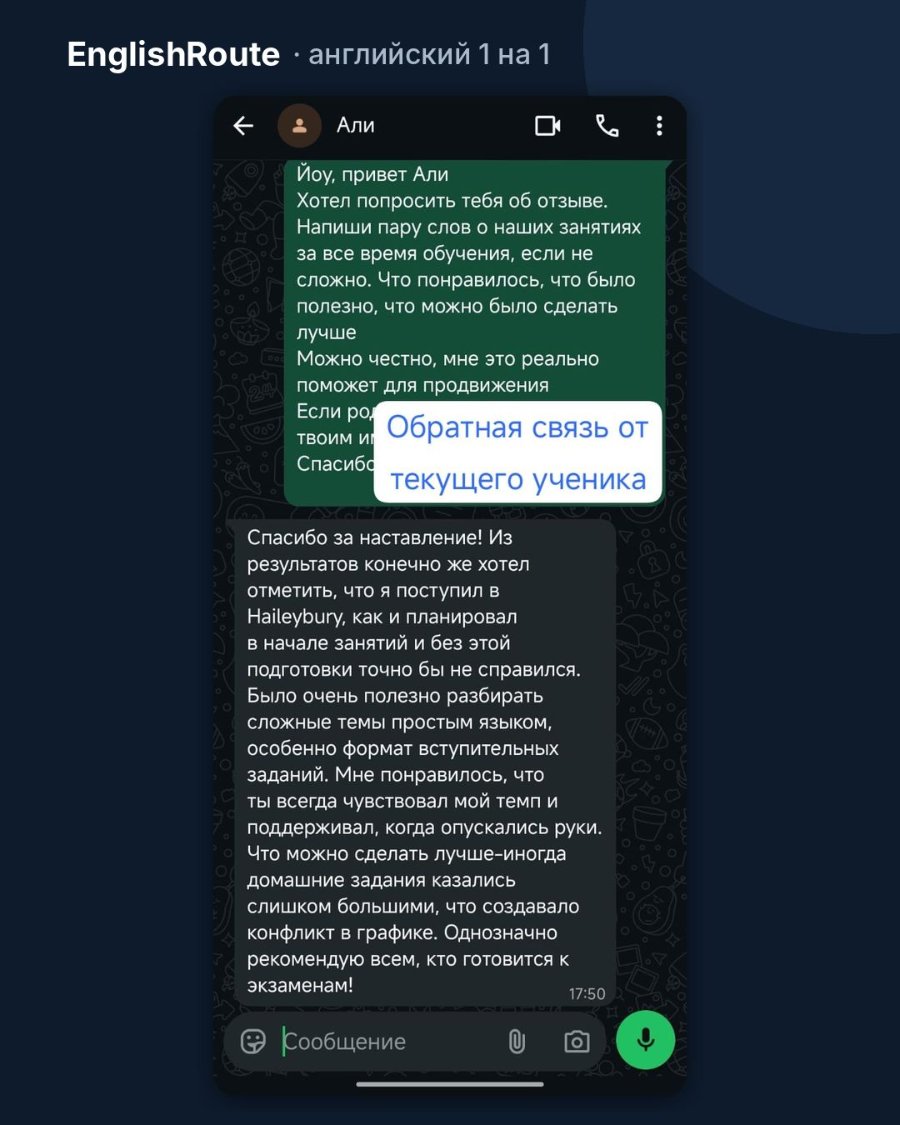 EnglishRoute · английский 1 на 1
Али
Йоу, привет Али
Хотел попросить тебя об отзыве.
Напиши пару слов о наших занятиях
за все время обучения, если не
сложно. Что понравилось, что было
полезно, что можно было сделать
лучше
Можно честно, мне это реально
поможет для продвижения
Если
твоим
Обратная связь от
текущего ученика
Спасибо за наставление! Из
результатов конечно же хотел
отметить, что я поступил в
Haileybury, как и планировал
в начале занятий и без этой
подготовки точно бы не справился.
Было очень полезно разбирать
сложные темы простым языком,
особенно формат вступительных
заданий. Мне понравилось, что
ты всегда чувствовал мой темп и
поддерживал, когда опускались руки.
Что можно сделать лучше-иногда
домашние задания казались
слишком большими, что создавало
конфликт в графике. Однозначно
рекомендую всем, кто готовится к
экзаменам!
17:50
Сообщение